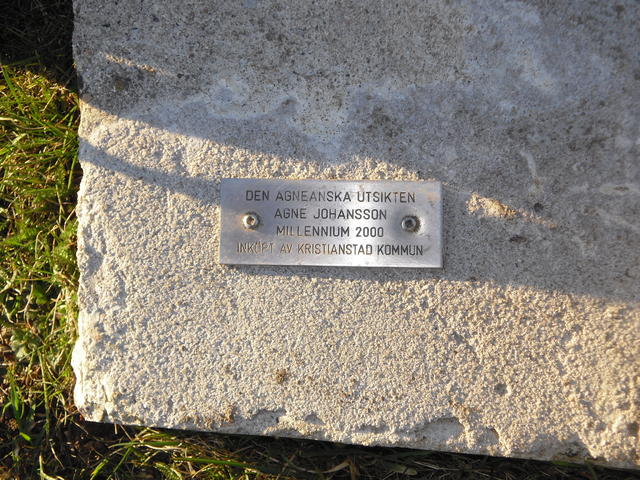 DEN AGNEANSKA UTSIKTEN
AGNE JOHANSSON
MILLENNIUM 2000
INKÖPT AV KRISTIANSTAD KOMMUN